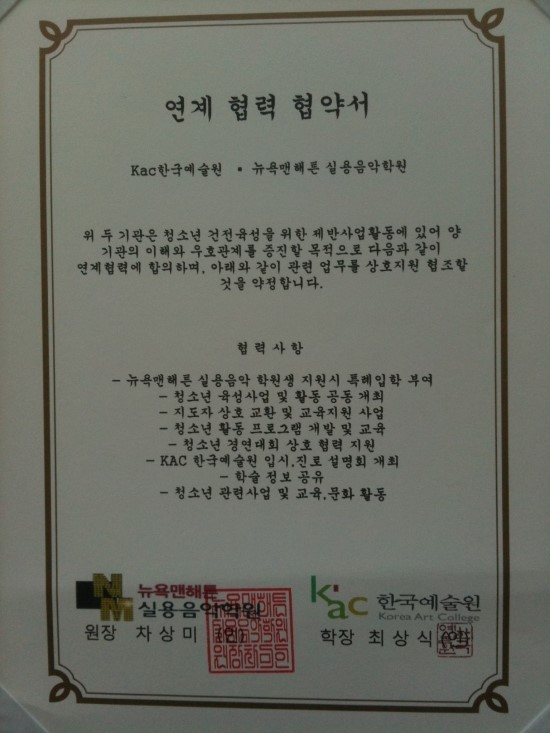 연계 협력 협약서
Kac한국예술원 ▪ 뉴욕맨해튼 실용음악학원
위 두 기관은 청소년 건전육성을 위한 제반사업활동에 있어 양
기관의 이해와 우호관계를 증진할 목적으로 다음과 같이
연계협력에 합의하며, 아래와 같이 관련 업무를 상호지원 협조할
것을 약정합니다.
협 력 사 항
- 뉴욕맨해튼 실용음악 학원생 지원시 특례입학 부여
- 청소년 육성사업 및 활동 공동 개최
- 지도자 상호 교환 및 교육지원 사업
- 청소년 활동 프로그램 개발 및 교육
- 청소년 경연대회 상호 협력 지원
- KAC 한국예술원 입시,진로 설명회 개최
- 학술 정보 공유
- 청소년 관련사업 및 교육,문화 활동
NM 뉴욕맨해튼
실용음악학원
원장 차상미 (인)
kac 한국예술원
Korea Art College
학장 최상식 (인)